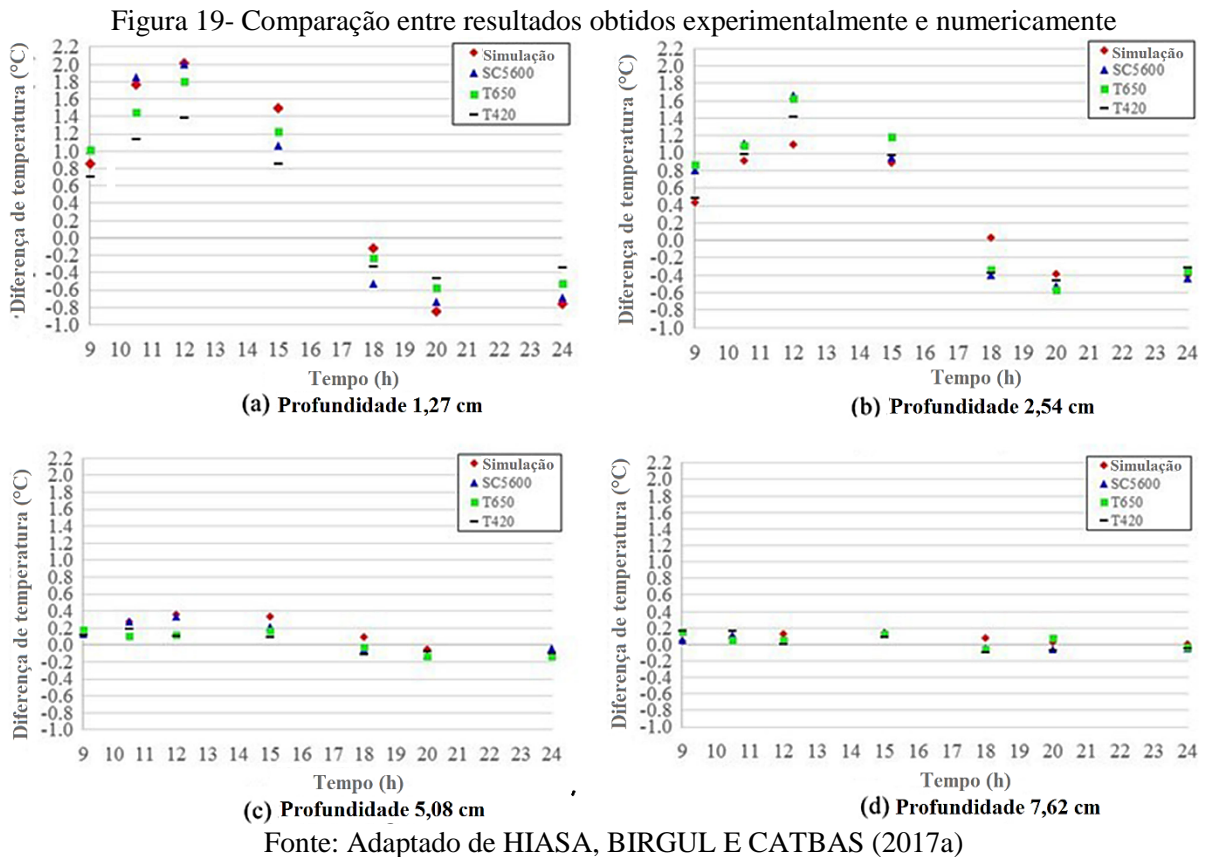 Figura 19- Comparação entre resultados obtidos experimentalmente e numericamente
Diferença de temperatura (°C)
2.2
2.0
1.8
1.6
1.4
1.2
1.0
0.8
0.6
0.4
0.2
0.0
-0.2
-0.4
-0.6
-0.8
-1.0
Simulação
SC5600
T650
T420
9 10 11 12 13 14 15 16 17 18 19 20 21 22 23 24
Tempo (h)
(a) Profundidade 1,27 cm
Diferença de temperatura (°C)
2.2
2.0
1.8
1.6
1.4
1.2
1.0
0.8
0.6
0.4
0.2
0.0
-0.2
-0.4
-0.6
-0.8
-1.0
Simulação
SC5600
T650
T420
9 10 11 12 13 14 15 16 17 18 19 20 21 22 23 24
Tempo (h)
(b) Profundidade 2,54 cm
Diferença de temperatura (°C)
2.2
2.0
1.8
1.6
1.4
1.2
1.0
0.8
0.6
0.4
0.2
0.0
-0.2
-0.4
-0.6
-0.8
-1.0
Simulação
SC5600
T650
T420
9 10 11 12 13 14 15 16 17 18 19 20 21 22 23 24
Tempo (h)
(c) Profundidade 5,08 cm
Diferença de temperatura (°C)
2.2
2.0
1.8
1.6
1.4
1.2
1.0
0.8
0.6
0.4
0.2
0.0
-0.2
-0.4
-0.6
-0.8
-1.0
Simulação
SC5600
T650
T420
9 10 11 12 13 14 15 16 17 18 19 20 21 22 23 24
Tempo (h)
(d) Profundidade 7,62 cm
Fonte: Adaptado de HIASA, BIRGUL E CATBAS (2017a)